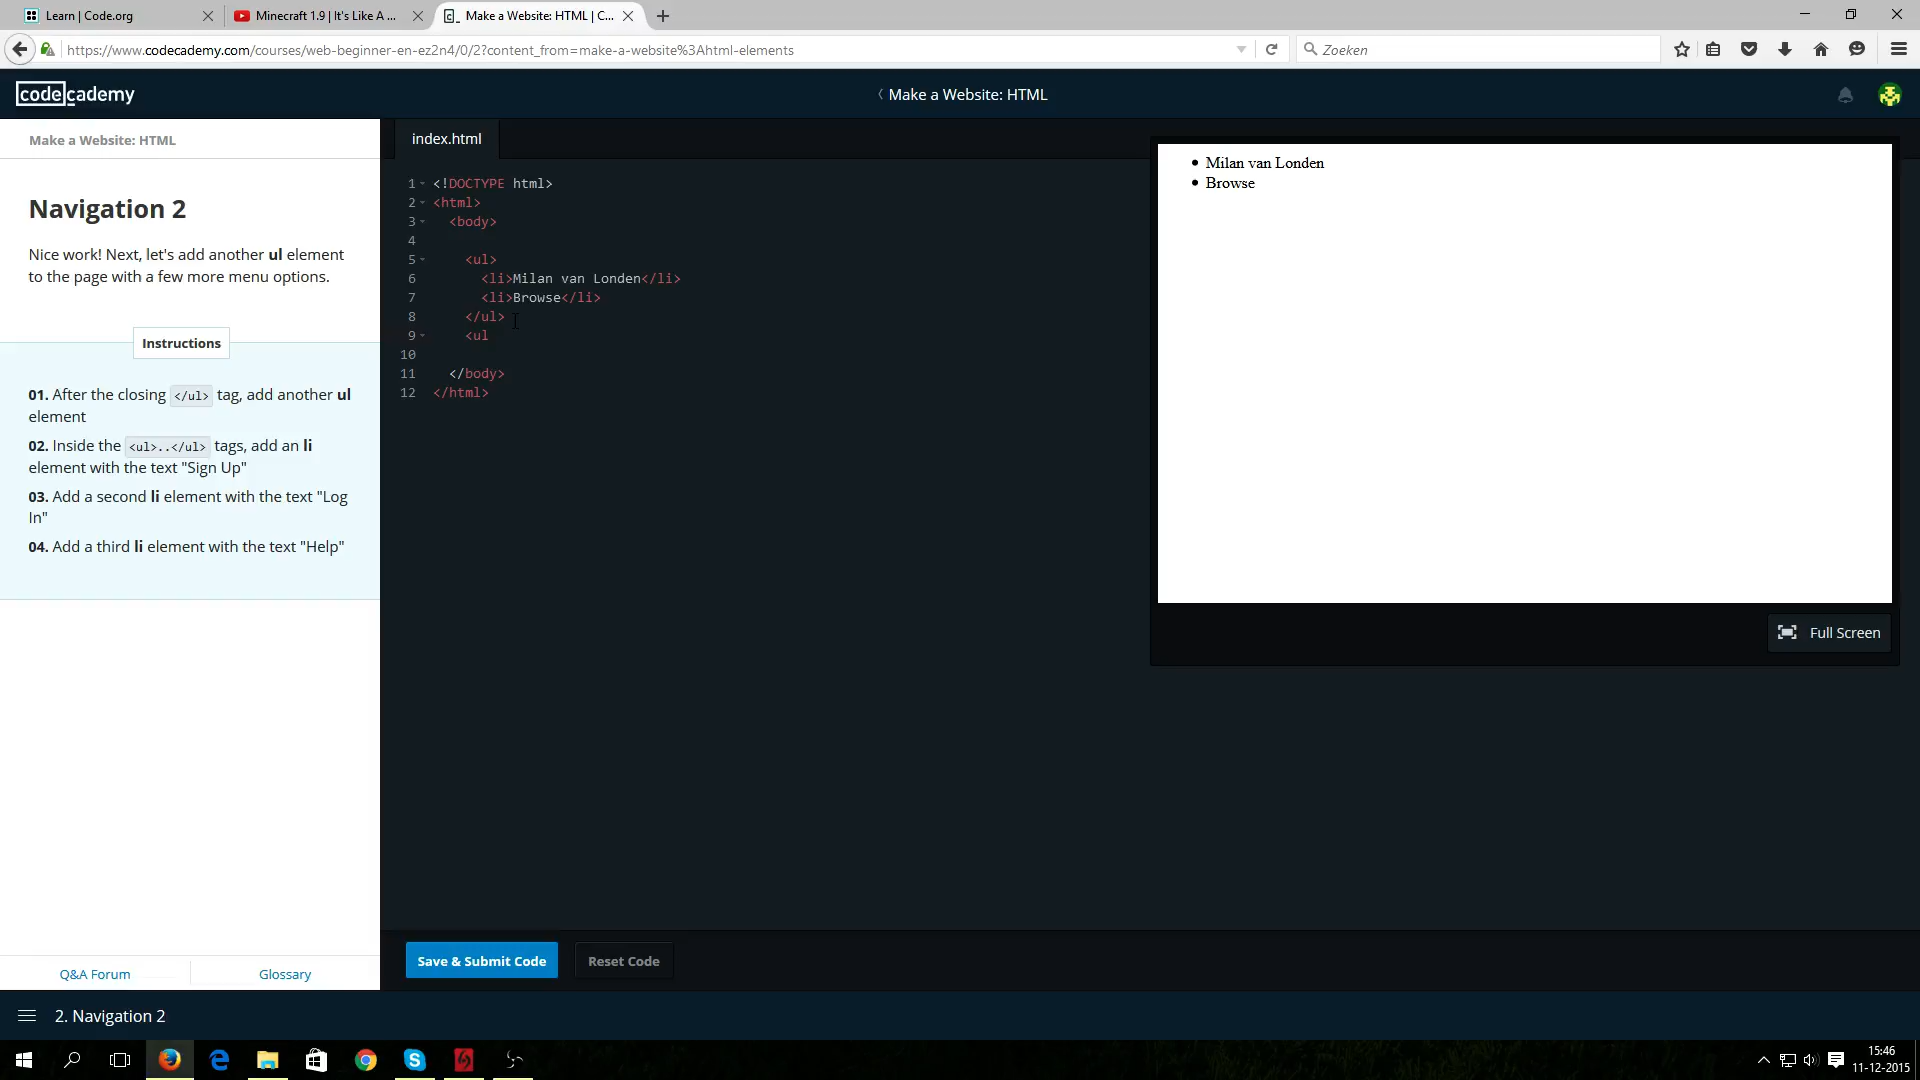 Learn | Code.org
Minecraft 1.9 | It's Like A ...
Make a Website: HTML | C...
https://www.codecademy.com/courses/web-beginner-en-ez2n4/0/2?content_from=make-a-website%3Ahtml-elements
Zoeken
codecademy
Make a Website: HTML
Make a Website: HTML
Navigation 2
Nice work! Next, let's add another ul element
to the page with a few more menu options.
Instructions
01. After the closing </ul> tag, add another ul
element
02. Inside the <ul>..</ul> tags, add an li
element with the text "Sign Up"
03. Add a second li element with the text "Log
In"
04. Add a third li element with the text "Help"
Q&A Forum
Glossary
index.html
1 <!DOCTYPE html>
2 <html>
3 <body>
4
5 <ul>
6 <li>Milan van Londen</li>
7 <li>Browse</li>
8 </ul>
9 <ul
10
11 </body>
12 </html>
• Milan van Londen
• Browse
Full Screen
Save & Submit Code
Reset Code
2. Navigation 2
15:46
11-12-2015